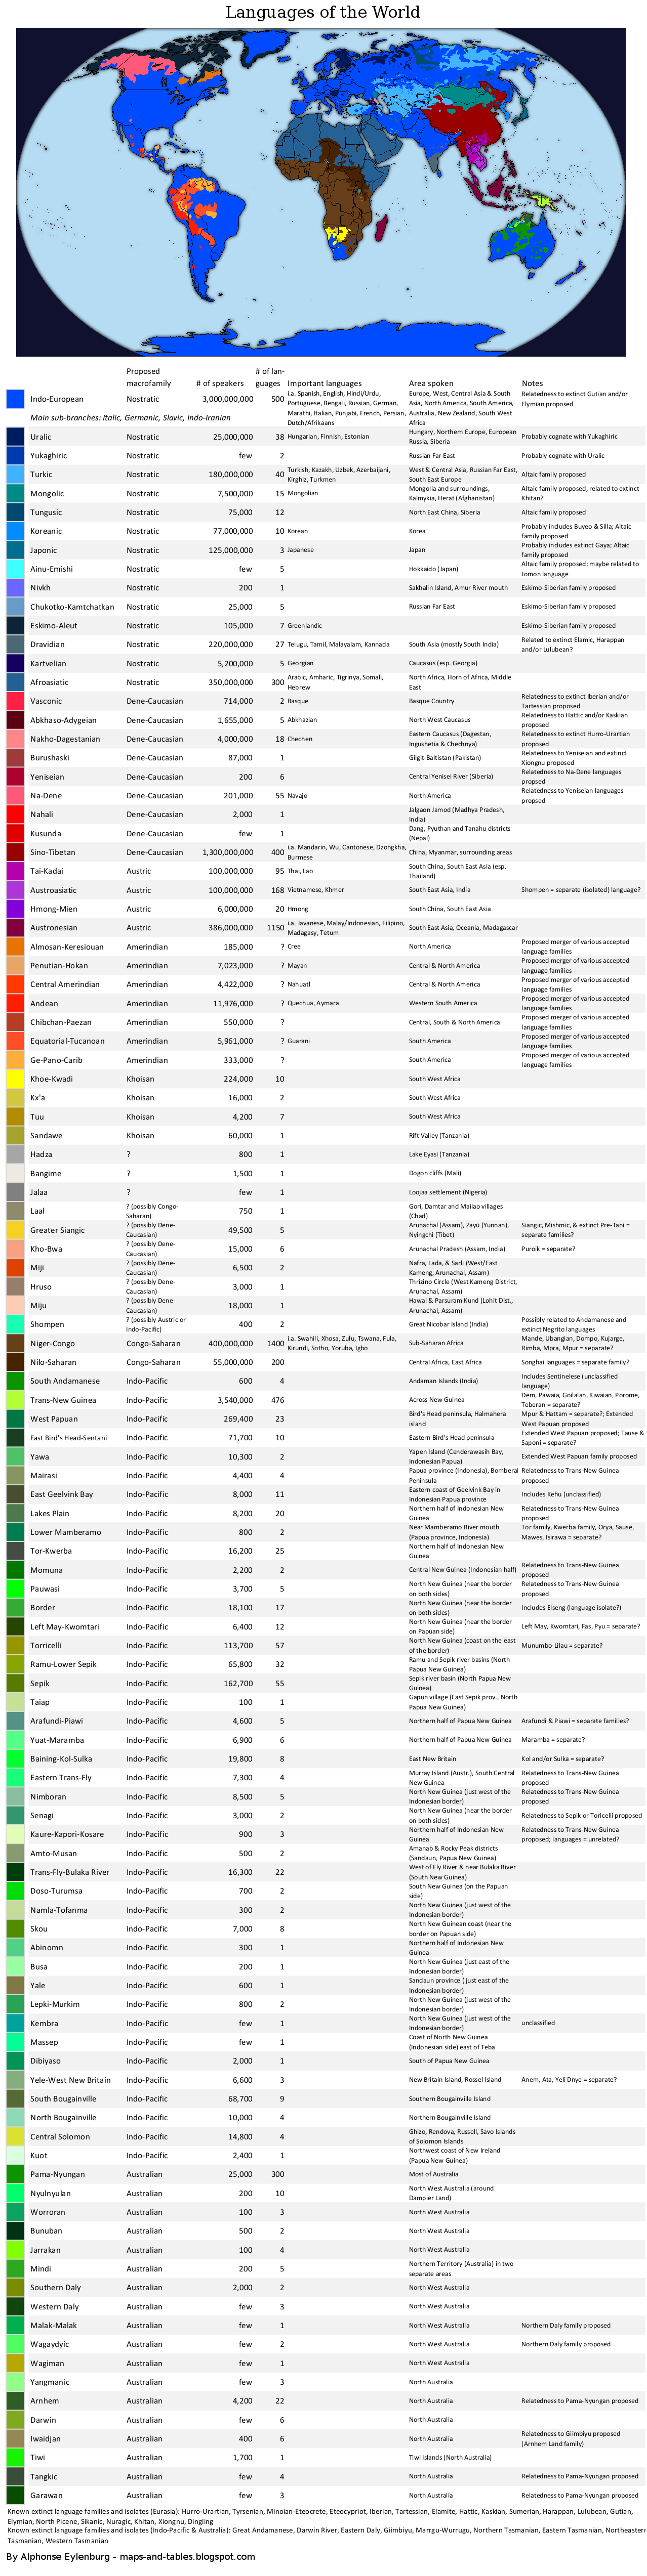 Languages of the World
Proposed macrofamily # of speakers # of lan-guages Important languages Area spoken Notes
Indo-European Nostratic 3,000,000,000 500 i.a. Spanish, English, Hindi/Urdu, Portuguese, Bengali, Russian, German, Marathi, Italian, Punjabi, French, Persian, Dutch/Afrikaans Europe, West, Central Asia & South Asia, North America, South America, Australia, New Zealand, South West Africa Relatedness to extinct Gutian and/or Elymian proposed
Main sub-branches: Italic, Germanic, Slavic, Indo-Iranian
Uralic Nostratic 25,000,000 38 Hungarian, Finnish, Estonian Hungary, Northern Europe, European Russia, Siberia Probably cognate with Yukaghiric
Yukaghiric Nostratic few 2 Russian Far East Probably cognate with Uralic
Turkic Nostratic 180,000,000 40 Turkish, Kazakh, Uzbek, Azerbaijani, Kirghiz, Turkmen West & Central Asia, Russian Far East, South East Europe Altaic family proposed
Mongolic Nostratic 7,500,000 15 Mongolian Mongolia and surroundings, Kalmykia, Herat (Afghanistan) Altaic family proposed, related to extinct Khitan?
Tungusic Nostratic 75,000 12 North East China, Siberia Altaic family proposed
Koreanic Nostratic 77,000,000 10 Korean Korea Probably includes Buyeo & Silla; Altaic family proposed
Japonic Nostratic 125,000,000 3 Japanese Japan Probably includes extinct Gaya; Altaic family proposed
Ainu-Emishi Nostratic few 5 Hokkaido (Japan) Altaic family proposed; maybe related to Jomon language
Nivkh Nostratic 200 1 Sakhalin Island, Amur River mouth Eskimo-Siberian family proposed
Chukotko-Kamtchatkan Nostratic 25,000 5 Russian Far East Eskimo-Siberian family proposed
Eskimo-Aleut Nostratic 105,000 7 Greenlandic Eskimo-Siberian family proposed
Dravidian Nostratic 220,000,000 27 Telugu, Tamil, Malayalam, Kannada South Asia (mostly South India) Related to extinct Elamic, Harappan and/or Lulubean?
Kartvelian Nostratic 5,200,000 5 Georgian Caucasus (esp. Georgia)
Afroasiatic Nostratic 350,000,000 300 Arabic, Amharic, Tigrinya, Somali, Hebrew North Africa, Horn of Africa, Middle East
Vasconic Dene-Caucasian 714,000 2 Basque Basque Country Relatedness to extinct Iberian and/or Tartessian proposed
Abkhaso-Adygeian Dene-Caucasian 1,655,000 5 Abkhazian North West Caucasus Relatedness to Hattic and/or Kaskian proposed
Nakho-Dagestanian Dene-Caucasian 4,000,000 18 Chechen Eastern Caucasus (Dagestan, Ingushetia & Chechnya) Relatedness to extinct Hurro-Urartian proposed
Burushaski Dene-Caucasian 87,000 1 Gilgit-Baltistan (Pakistan) Relatedness to Yeniseian and extinct Xiongnu proposed
Yeniseian Dene-Caucasian 200 6 Central Yenisei River (Siberia) Relatedness to Na-Dene languages propsed
Na-Dene Dene-Caucasian 201,000 55 Navajo North America Relatedness to Yeniseian languages propsed
Nahali Dene-Caucasian 2,000 1 Jalgaon Jamod (Madhya Pradesh, India)
Kusunda Dene-Caucasian few 1 Dang, Pyuthan and Tanahu districts (Nepal)
Sino-Tibetan Dene-Caucasian 1,300,000,000 400 i.a. Mandarin, Wu, Cantonese, Dzongkha, Burmese China, Myanmar, surrounding areas
Tai-Kadai Austric 100,000,000 95 Thai, Lao South China, South East Asia (esp. Thailand)
Austroasiatic Austric 100,000,000 168 Vietnamese, Khmer South East Asia, India Shompen = separate (isolated) language?
Hmong-Mien Austric 6,000,000 20 Hmong South China, South East Asia
Austronesian Austric 386,000,000 1150 i.a. Javanese, Malay/Indonesian, Filipino, Madagasy, Tetum South East Asia, Oceania, Madagascar
Almosan-Keresiouan Amerindian 185,000 ? Cree North America Proposed merger of various accepted language families
Penutian-Hokan Amerindian 7,023,000 ? Mayan Central & North America Proposed merger of various accepted language families
Central Amerindian Amerindian 4,422,000 ? Nahuatl Central & North America Proposed merger of various accepted language families
Andean Amerindian 11,976,000 ? Quechua, Aymara Western South America Proposed merger of various accepted language families
Chibchan-Paezan Amerindian 550,000 ? Central, South & North America Proposed merger of various accepted language families
Equatorial-Tucanoan Amerindian 5,961,000 ? Guarani South America Proposed merger of various accepted language families
Ge-Pano-Carib Amerindian 333,000 ? South America Proposed merger of various accepted language families
Khoe-Kwadi Khoisan 224,000 10 South West Africa
Kx'a Khoisan 16,000 2 South West Africa
Tuu Khoisan 4,200 7 South West Africa
Sandawe Khoisan 60,000 1 Rift Valley (Tanzania)
Hadza ? 800 1 Lake Eyasi (Tanzania)
Bangime ? 1,500 1 Dogon cliffs (Mali)
Jalaa ? few 1 Loojaa settlement (Nigeria)
Laal ? (possibly Congo-Saharan) 750 1 Gori, Damtar and Mailao villages (Chad)
Greater Siangic ? (possibly Dene-Caucasian) 49,500 5 Arunachal (Assam), Zayü (Yunnan), Nyingchi (Tibet) Siangic, Mishmic, & extinct Pre-Tani = separate families?
Kho-Bwa ? (possibly Dene-Caucasian) 15,000 6 Arunachal Pradesh (Assam, India) Puroik = separate?
Miji ? (possibly Dene-Caucasian) 6,500 2 Nafra, Lada, & Sarli (West/East Kameng, Arunachal, Assam)
Hruso ? (possibly Dene-Caucasian) 3,000 1 Thrizino Circle (West Kameng District, Arunachal, Assam)
Miju ? (possibly Dene-Caucasian) 18,000 1 Hawai & Parsuram Kund (Lohit Dist., Arunachal, Assam)
Shompen ? (possibly Austric or Indo-Pacific) 400 2 Great Nicobar Island (India) Possibly related to Andamanese and extinct Negrito languages
Niger-Congo Congo-Saharan 400,000,000 1400 i.a. Swahili, Xhosa, Zulu, Tswana, Fula, Kirundi, Sotho, Yoruba, Igbo Sub-Saharan Africa Mande, Ubangian, Dompo, Kujarge, Rimba, Mpra, Mpur = separate?
Nilo-Saharan Congo-Saharan 55,000,000 200 Central Africa, East Africa Songhai languages = separate family?
South Andamanese Indo-Pacific 600 4 Andaman Islands (India) Includes Sentinelese (unclassified language)
Trans-New Guinea Indo-Pacific 3,540,000 476 Across New Guinea Dem, Pawaia, Goilalan, Kiwaian, Porome, Teberan = separate?
West Papuan Indo-Pacific 269,400 23 Bird's Head peninsula, Halmahera island Mpur & Hattam = separate?; Extended West Papuan proposed
East Bird's Head-Sentani Indo-Pacific 71,700 10 Eastern Bird's Head peninsula Extended West Papuan proposed; Tause & Saponi = separate?
Yawa Indo-Pacific 10,300 2 Yapen Island (Cenderawasih Bay, Indonesian Papua) Extended West Papuan family proposed
Mairasi Indo-Pacific 4,400 4 Papua province (Indonesia), Bomberai Peninsula Relatedness to Trans-New Guinea proposed
East Geelvink Bay Indo-Pacific 8,000 11 Eastern coast of Geelvink Bay in Indonesian Papua province Includes Kehu (unclassified)
Lakes Plain Indo-Pacific 8,200 20 Northern half of Indonesian New Guinea Relatedness to Trans-New Guinea proposed
Lower Mamberamo Indo-Pacific 800 2 Near Mamberamo River mouth (Papua province, Indonesia) Tor family, Kwerba family, Orya, Sause, Mawes, Isirawa = separate?
Tor-Kwerba Indo-Pacific 16,200 25 Northern half of Indonesian New Guinea
Momuna Indo-Pacific 2,200 2 Central New Guinea (Indonesian half) Relatedness to Trans-New Guinea proposed
Pauwasi Indo-Pacific 3,700 5 North New Guinea (near the border on both sides) Relatedness to Trans-New Guinea proposed
Border Indo-Pacific 18,100 17 North New Guinea (near the border on both sides) Includes Elseng (language isolate?)
Left May-Kwomtari Indo-Pacific 6,400 12 North New Guinea (near the border on Papuan side) Left May, Kwomtari, Fas, Pyu = separate?
Torricelli Indo-Pacific 113,700 57 North New Guinea (coast on the east of the border) Munumbo-Lilau = separate?
Ramu-Lower Sepik Indo-Pacific 65,800 32 Ramu and Sepik river basins (North Papua New Guinea)
Sepik Indo-Pacific 162,700 55 Sepik river basin (North Papua New Guinea)
Taiap Indo-Pacific 100 1 Gapun village (East Sepik prov., North Papua New Guinea)
Arafundi-Piawi Indo-Pacific 4,600 5 Northern half of Papua New Guinea Arafundi & Piawi = separate families?
Yuat-Maramba Indo-Pacific 6,900 6 Northern half of Papua New Guinea Maramba = separate?
Baining-Kol-Sulka Indo-Pacific 19,800 8 East New Britain Kol and/or Sulka = separate?
Eastern Trans-Fly Indo-Pacific 7,300 4 Murray Island (Austr.), South Central New Guinea Relatedness to Trans-New Guinea proposed
Nimboran Indo-Pacific 8,500 5 North New Guinea (just west of the Indonesian border) Relatedness to Trans-New Guinea proposed
Senagi Indo-Pacific 3,000 2 North New Guinea (near the border on both sides) Relatedness to Sepik or Toricelli proposed
Kaure-Kapori-Kosare Indo-Pacific 900 3 Northern half of Indonesian New Guinea Relatedness to Trans-New Guinea proposed; languages = unrelated?
Amto-Musan Indo-Pacific 500 2 Amanab & Rocky Peak districts (Sandaun, Papua New Guinea)
Trans-Fly-Bulaka River Indo-Pacific 16,300 22 West of Fly River & near Bulaka River (South New Guinea)
Doso-Turumsa Indo-Pacific 700 2 South New Guinea (on the Papuan side)
Namla-Tofanma Indo-Pacific 300 2 North New Guinea (just west of the Indonesian border)
Skou Indo-Pacific 7,000 8 North New Guinean coast (near the border on Papuan side)
Abinomn Indo-Pacific 300 1 Northern half of Indonesian New Guinea
Busa Indo-Pacific 200 1 North New Guinea (just east of the Indonesian border)
Yale Indo-Pacific 600 1 Sandaun province ( just east of the Indonesian border)
Lepki-Murkim Indo-Pacific 800 2 North New Guinea (just west of the Indonesian border)
Kembra Indo-Pacific few 1 North New Guinea (just west of the Indonesian border) unclassified
Massep Indo-Pacific few 1 Coast of North New Guinea (Indonesian side) east of Teba
Dibiyaso Indo-Pacific 2,000 1 South of Papua New Guinea
Yele-West New Britain Indo-Pacific 6,600 3 New Britain Island, Rossel Island Anem, Ata, Yeli Dnye = separate?
South Bougainville Indo-Pacific 68,700 9 Southern Bougainville Island
North Bougainville Indo-Pacific 10,000 4 Northern Bougainville Island
Central Solomon Indo-Pacific 14,800 4 Ghizo, Rendova, Russell, Savo Islands of Solomon Islands
Kuot Indo-Pacific 2,400 1 Northwest coast of New Ireland (Papua New Guinea)
Pama-Nyungan Australian 25,000 300 Most of Australia
Nyulnyulan Australian 200 10 North West Australia (around Dampier Land)
Worroran Australian 100 3 North West Australia
Bunuban Australian 500 2 North West Australia
Jarrakan Australian 100 4 North West Australia
Mindi Australian 200 5 Northern Territory (Australia) in two separate areas
Southern Daly Australian 2,000 2 North West Australia
Western Daly Australian few 3 North West Australia
Malak-Malak Australian few 1 North West Australia Northern Daly family proposed
Wagaydyic Australian few 2 North West Australia Northern Daly family proposed
Wagiman Australian few 1 North West Australia
Yangmanic Australian few 3 North Australia
Arnhem Australian 4,200 22 North Australia Relatedness to Pama-Nyungan proposed
Darwin Australian few 6 North Australia
Iwaidjan Australian 400 6 North Australia Relatedness to Giimbiyu proposed (Arnhem Land family)
Tiwi Australian 1,700 1 Tiwi Islands (North Australia)
Tangkic Australian few 4 North Australia Relatedness to Pama-Nyungan proposed
Garawan Australian few 3 North Australia Relatedness to Pama-Nyungan proposed
Known extinct language families and isolates (Eurasia): Hurro-Urartian, Tyrsenian, Minoian-Eteocrete, Eteocypriot, Iberian, Tartessian, Elamite, Hattic, Kaskian, Sumerian, Harappan, Lulubean, Gutian,
Elymian, North Picene, Sikanic, Nuragic, Khitan, Xiongnu, Dingling
Known extinct language families and isolates (Indo-Pacific & Australia): Great Andamanese, Darwin River, Eastern Daly, Giimbiyu, Marrgu-Wurrugu, Northern Tasmanian, Eastern Tasmanian, Northeastern
Tasmanian, Western Tasmanian
By Alphonse Eylenburg - maps-and-tables.blogspot.com